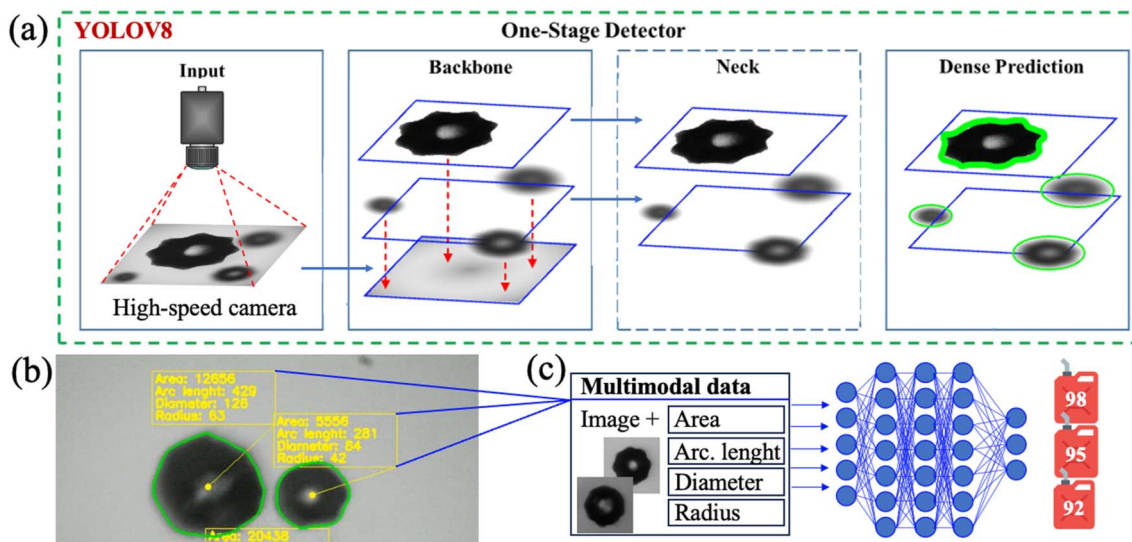 (a)
YOLOV8
One-Stage Detector
Input
Backbone
Neck
Dense Prediction
High-speed camera
(b)
Area: 12656
Arc lenght: 429
Diameter: 126
Radius: 63
Area: 5556
Arc lenght: 281
Diameter: 84
Radius: 42
Area: 20438
(c)
Multimodal data
Image +
Area
Arc. lenght
Diameter
Radius
98
95
92